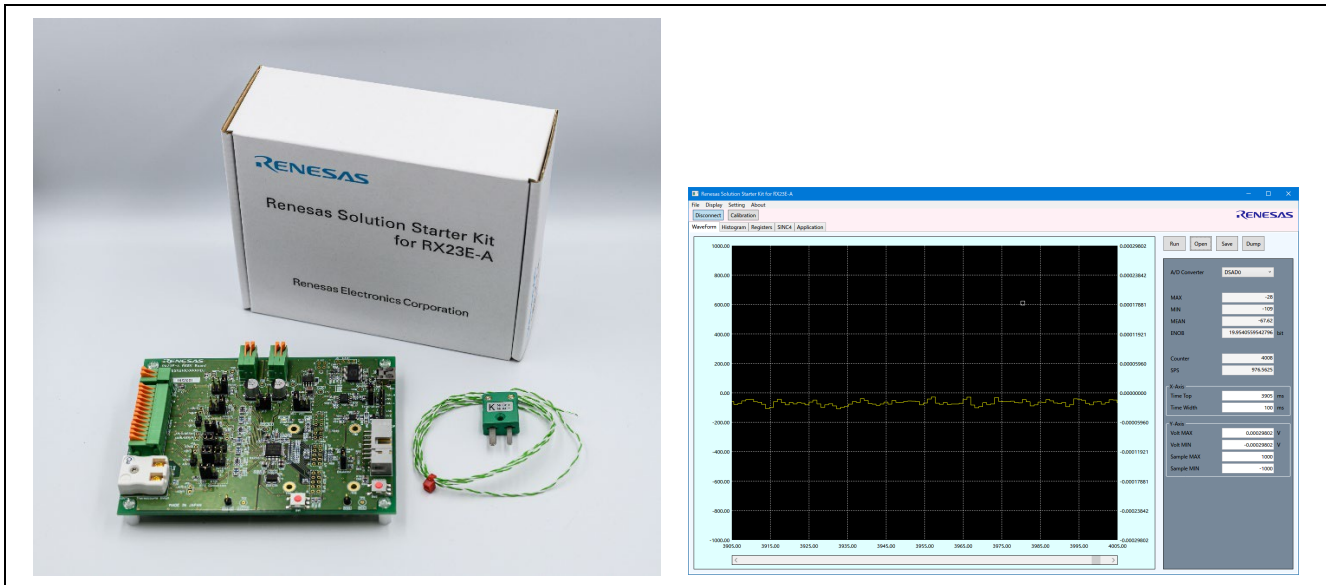 RENESAS
Renesas Solution Starter Kit
for RX23E-A
Renesas Electronics Corporation
RENESAS
K
MADE IN JAPAN
Renesas Solution Starter Kit for RX23E-A
File Display Setting About
Disconnect Calibration
RENESAS
Waveform Histogram Registers SINC4 Application
Run Open Save Dump
A/D Converter DSAD0
MAX -28
MIN -109
MEAN -67.62
ENOB 19.9540559542796 bit
Counter 4008
SPS 976.5625
X-Axis
Time Top 3905 ms
Time Width 100 ms
Y-Axis
Volt MAX 0.00029802 V
Volt MIN -0.00029802 V
Sample MAX 1000
Sample MIN -1000
1000.00 0.00029802
800.00 0.00023842
600.00 0.00017881
400.00 0.00011921
200.00 0.00005960
0.00 0.00000000
-200.00 -0.00005960
-400.00 -0.00011921
-600.00 -0.00017881
-800.00 -0.00023842
-1000.00 -0.00029802
3905.00 3915.00 3925.00 3935.00 3945.00 3955.00 3965.00 3975.00 3985.00 3995.00 4005.00